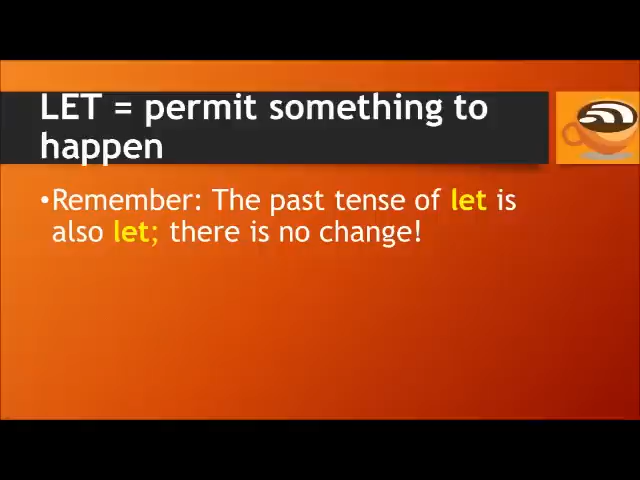 LET = permit something to
happen
•Remember: The past tense of let is
also let; there is no change!